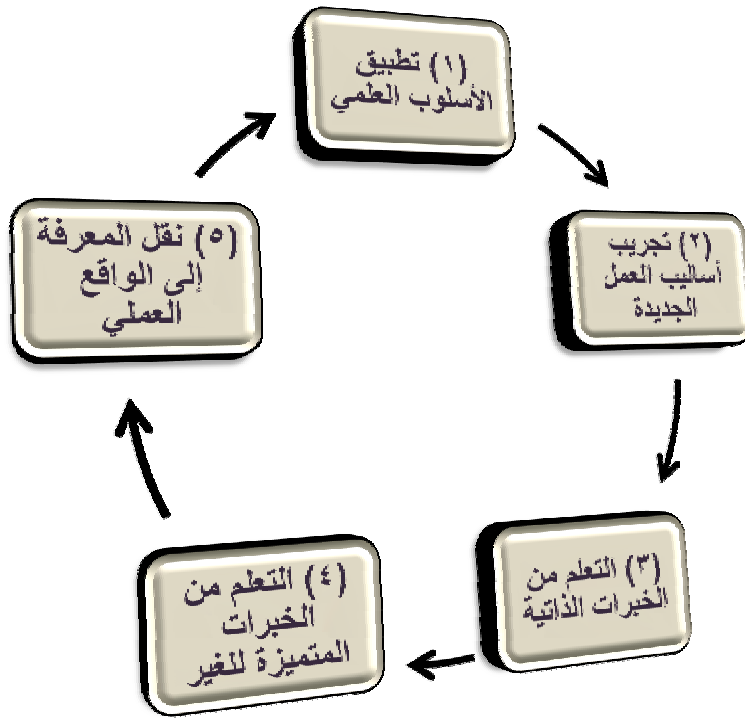 (١) تطبيق
الأسلوب العلمي
(٢) تجريب
أساليب العمل
الجديدة
(٣) التعلم من
الخبرات الذاتية
(٤) التعلم من
الخبرات
المتميزة للغير
(٥) نقل المعرفة
إلى الواقع
العملي